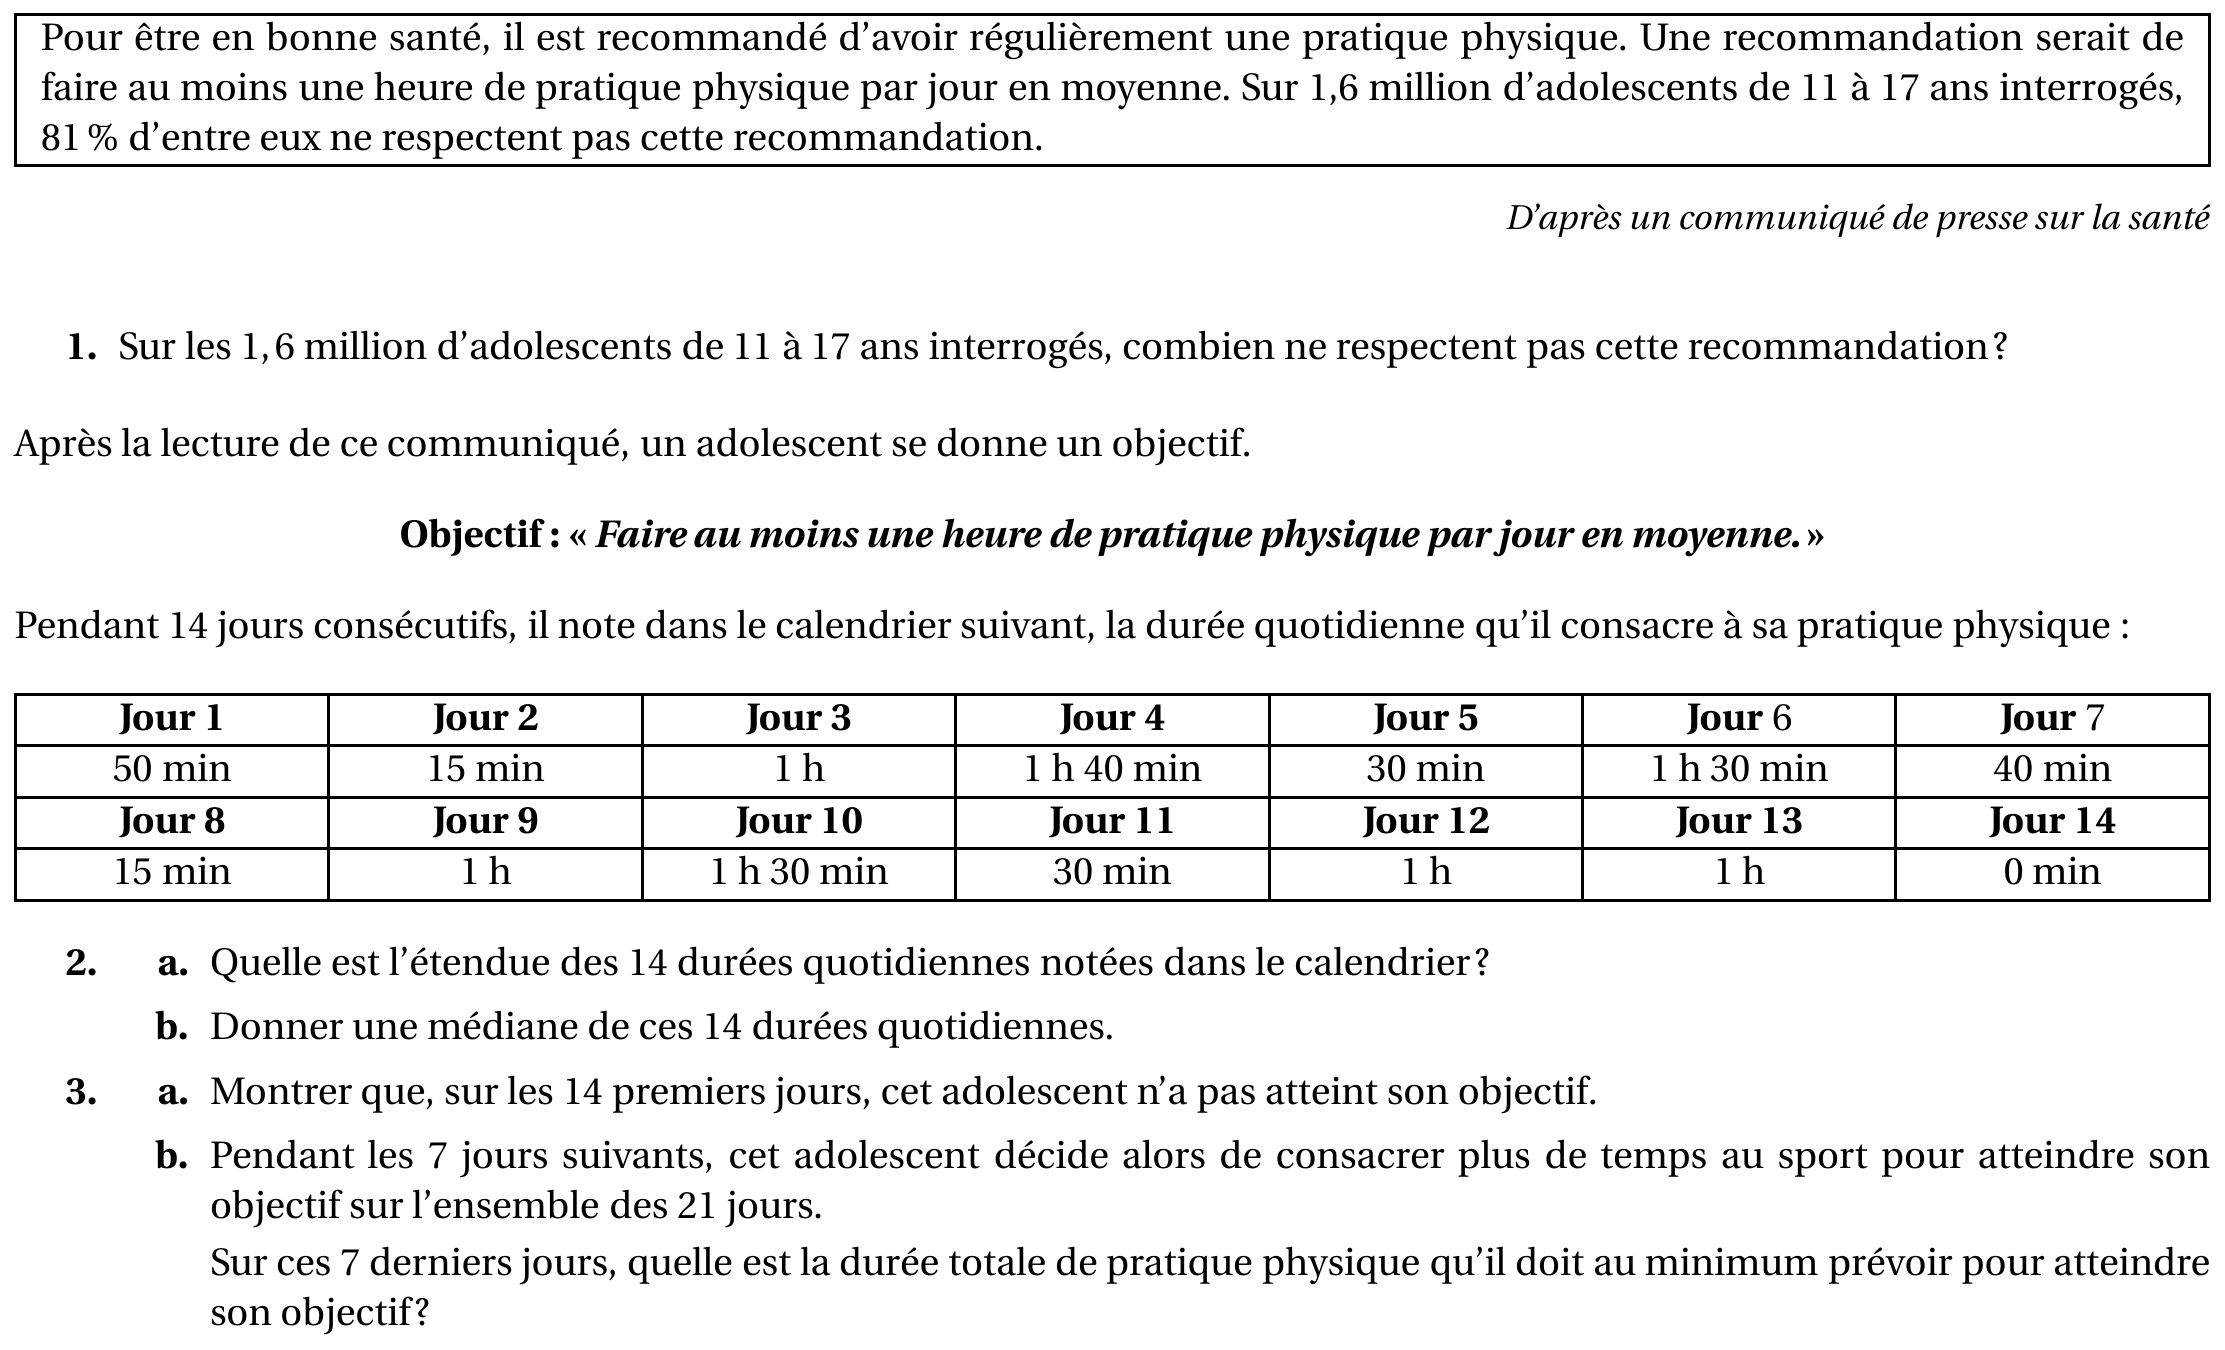 Pour être en bonne santé, il est recommandé d'avoir régulièrement une pratique physique. Une recommandation serait de
faire au moins une heure de pratique physique par jour en moyenne. Sur 1,6 million d'adolescents de 11 à 17 ans interrogés,
81 % d'entre eux ne respectent pas cette recommandation.
D'après un communiqué de presse sur la santé
1. Sur les 1,6 million d'adolescents de 11 à 17 ans interrogés, combien ne respectent pas cette recommandation ?
Après la lecture de ce communiqué, un adolescent se donne un objectif.
Objectif : « Faire au moins une heure de pratique physique par jour en moyenne. »
Pendant 14 jours consécutifs, il note dans le calendrier suivant, la durée quotidienne qu'il consacre à sa pratique physique :
Jour 1 Jour 2 Jour 3 Jour 4 Jour 5 Jour 6 Jour 7
50 min 15 min 1 h 1 h 40 min 30 min 1 h 30 min 40 min
Jour 8 Jour 9 Jour 10 Jour 11 Jour 12 Jour 13 Jour 14
15 min 1 h 1 h 30 min 30 min 1 h 1 h 0 min
2. a. Quelle est l'étendue des 14 durées quotidiennes notées dans le calendrier ?
b. Donner une médiane de ces 14 durées quotidiennes.
3. a. Montrer que, sur les 14 premiers jours, cet adolescent n'a pas atteint son objectif.
b. Pendant les 7 jours suivants, cet adolescent décide alors de consacrer plus de temps au sport pour atteindre son
objectif sur l'ensemble des 21 jours.
Sur ces 7 derniers jours, quelle est la durée totale de pratique physique qu'il doit au minimum prévoir pour atteindre
son objectif ?